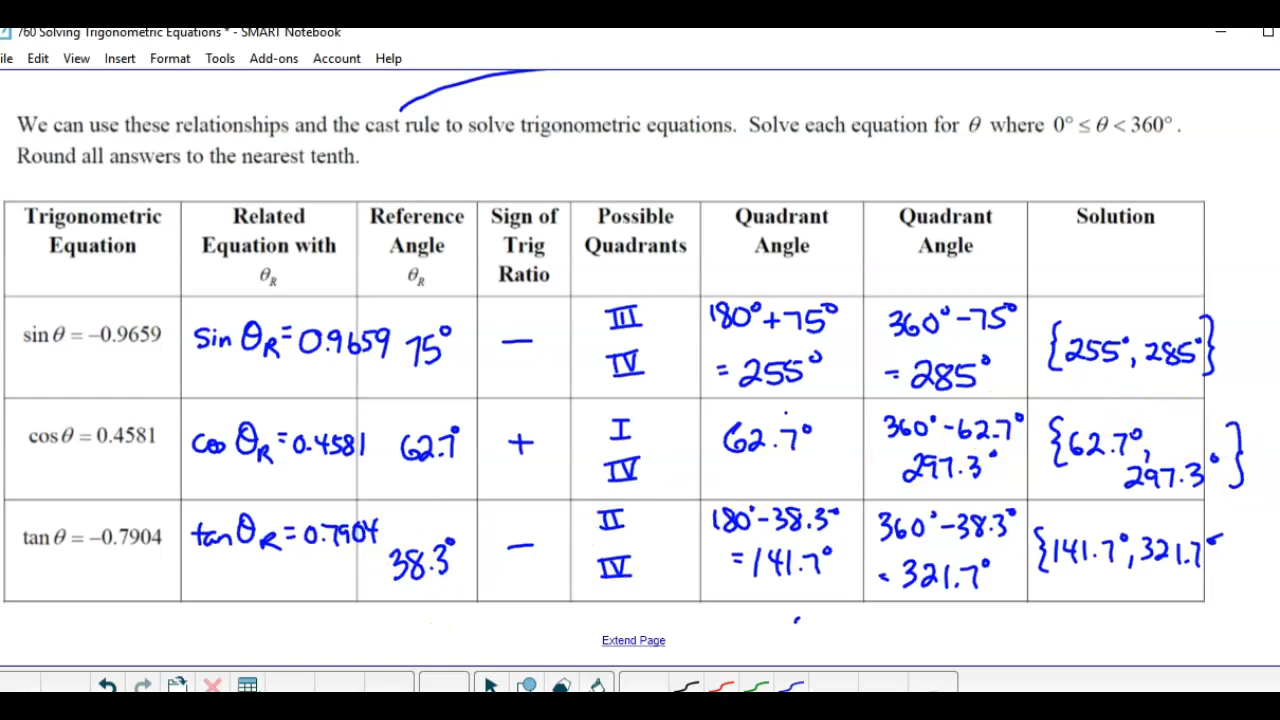 760 Solving Trigonometric Equations * - SMART Notebook
ile Edit View Insert Format Tools Add-ons Account Help
We can use these relationships and the cast rule to solve trigonometric equations. Solve each equation for θ where 0° ≤ θ < 360°.
Round all answers to the nearest tenth.
Trigonometric Equation
Related Equation with θR
Reference Angle θR
Sign of Trig Ratio
Possible Quadrants
Quadrant Angle
Quadrant Angle
Solution
sin θ = −0.9659
sin θR = 0.9659
75°
−
III
IV
180° + 75°
= 255°
360° − 75°
= 285°
{255°, 285°}
cos θ = 0.4581
cos θR = 0.4581
62.7°
+
I
IV
62.7°
360° − 62.7°
297.3°
{62.7°,
297.3°}
tan θ = −0.7904
tan θR = 0.7904
38.3°
−
II
IV
180° − 38.3°
= 141.7°
360° − 38.3°
= 321.7°
{141.7°, 321.7°
Extend Page